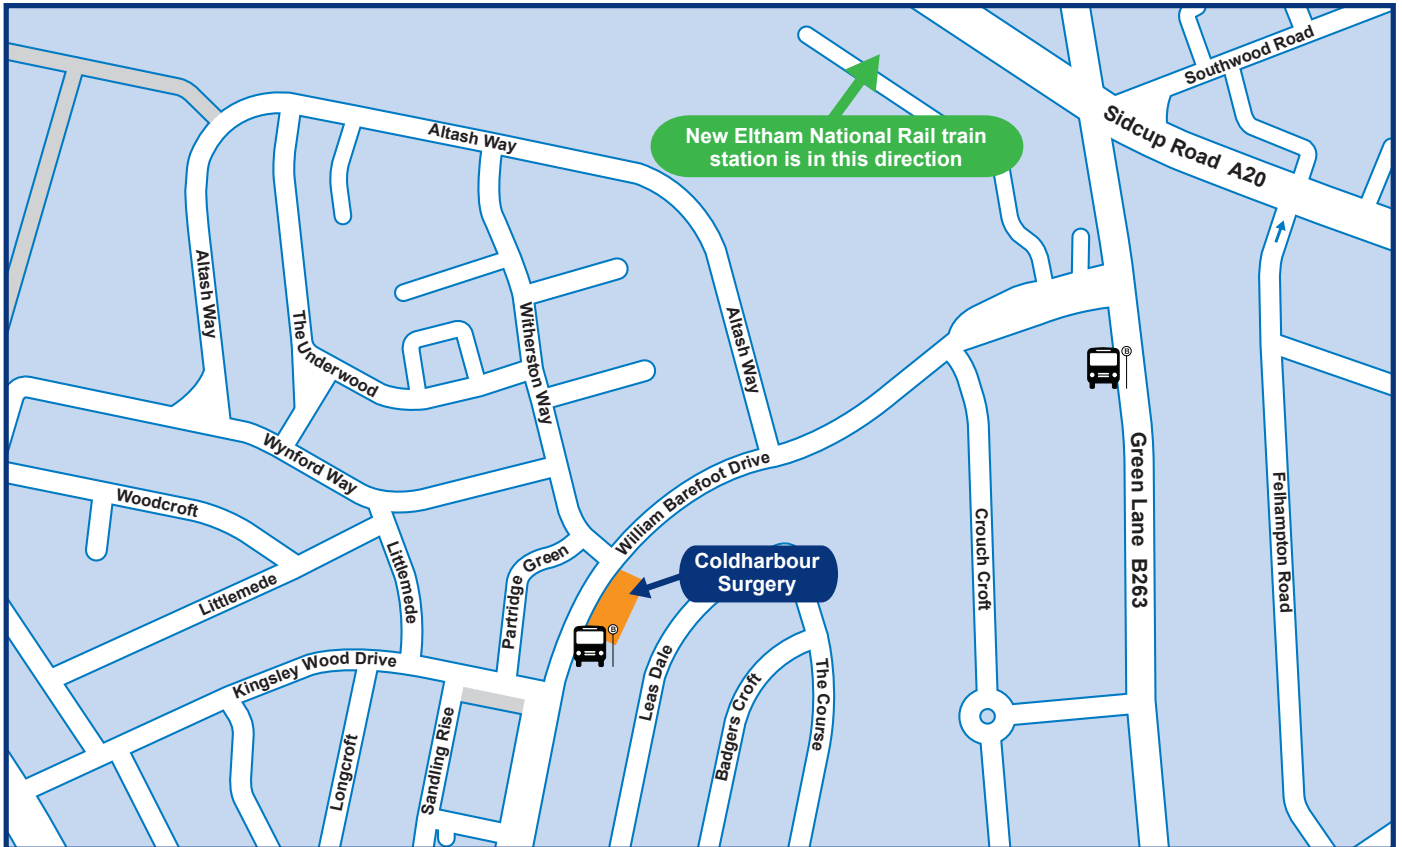 Southwood Road
Sidcup Road A20
New Eltham National Rail train
station is in this direction
Altash Way
Altash Way
Altash Way
The Underwood
Witherston Way
B
Wynford Way
William Barefoot Drive
Green Lane B263
Felhampton Road
Woodcroft
Crouch Croft
Littlemede
Littlemede
Partridge Green
Coldharbour
Surgery
B
Kingsley Wood Drive
Leas Dale
Badgers Croft
The Course
Longcroft
Sandling Rise